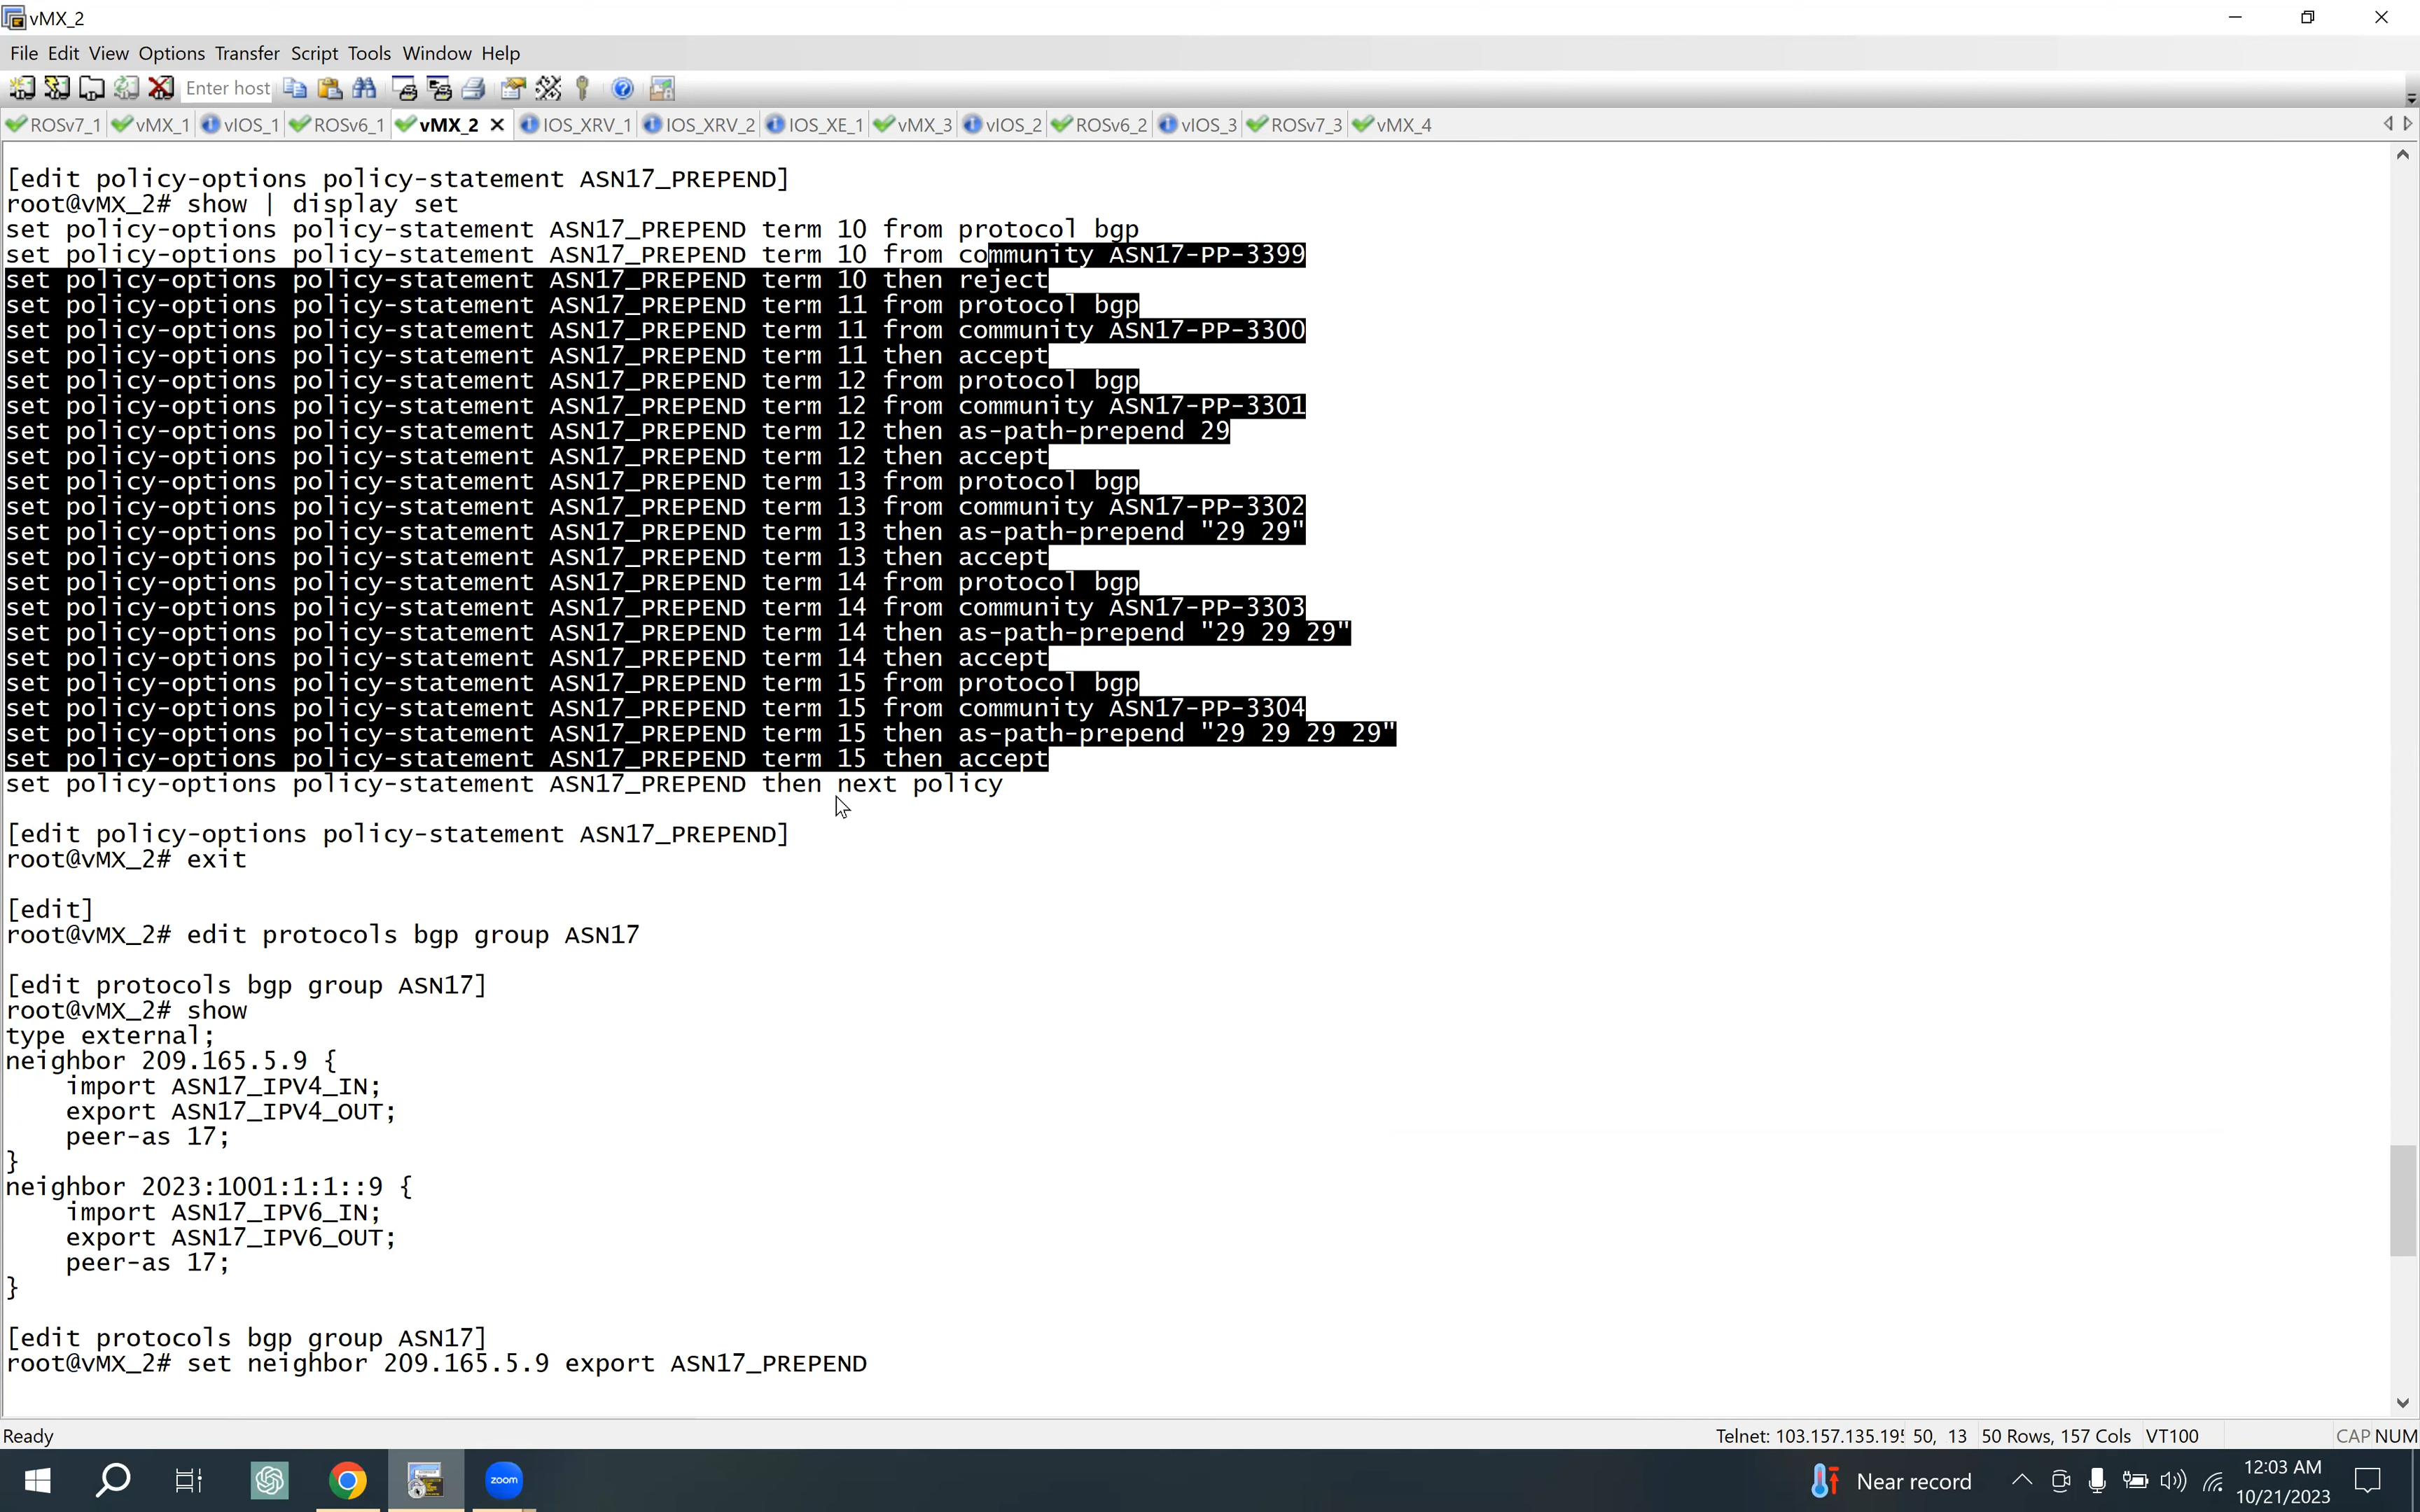 vMX_2
File Edit View Options Transfer Script Tools Window Help
Enter host
ROSv7_1 vMX_1 vIOS_1 ROSv6_1 vMX_2 IOS_XRV_1 IOS_XRV_2 IOS_XE_1 vMX_3 vIOS_2 ROSv6_2 vIOS_3 ROSv7_3 vMX_4
[edit policy-options policy-statement ASN17_PREPEND]
root@vMX_2# show | display set
set policy-options policy-statement ASN17_PREPEND term 10 from protocol bgp
set policy-options policy-statement ASN17_PREPEND term 10 from community ASN17-PP-3399
set policy-options policy-statement ASN17_PREPEND term 10 then reject
set policy-options policy-statement ASN17_PREPEND term 11 from protocol bgp
set policy-options policy-statement ASN17_PREPEND term 11 from community ASN17-PP-3300
set policy-options policy-statement ASN17_PREPEND term 11 then accept
set policy-options policy-statement ASN17_PREPEND term 12 from protocol bgp
set policy-options policy-statement ASN17_PREPEND term 12 from community ASN17-PP-3301
set policy-options policy-statement ASN17_PREPEND term 12 then as-path-prepend 29
set policy-options policy-statement ASN17_PREPEND term 12 then accept
set policy-options policy-statement ASN17_PREPEND term 13 from protocol bgp
set policy-options policy-statement ASN17_PREPEND term 13 from community ASN17-PP-3302
set policy-options policy-statement ASN17_PREPEND term 13 then as-path-prepend "29 29"
set policy-options policy-statement ASN17_PREPEND term 13 then accept
set policy-options policy-statement ASN17_PREPEND term 14 from protocol bgp
set policy-options policy-statement ASN17_PREPEND term 14 from community ASN17-PP-3303
set policy-options policy-statement ASN17_PREPEND term 14 then as-path-prepend "29 29 29"
set policy-options policy-statement ASN17_PREPEND term 14 then accept
set policy-options policy-statement ASN17_PREPEND term 15 from protocol bgp
set policy-options policy-statement ASN17_PREPEND term 15 from community ASN17-PP-3304
set policy-options policy-statement ASN17_PREPEND term 15 then as-path-prepend "29 29 29 29"
set policy-options policy-statement ASN17_PREPEND term 15 then accept
set policy-options policy-statement ASN17_PREPEND then next policy
[edit policy-options policy-statement ASN17_PREPEND]
root@vMX_2# exit
[edit]
root@vMX_2# edit protocols bgp group ASN17
[edit protocols bgp group ASN17]
root@vMX_2# show
type external;
neighbor 209.165.5.9 {
import ASN17_IPV4_IN;
export ASN17_IPV4_OUT;
peer-as 17;
}
neighbor 2023:1001:1:1::9 {
import ASN17_IPV6_IN;
export ASN17_IPV6_OUT;
peer-as 17;
}
[edit protocols bgp group ASN17]
root@vMX_2# set neighbor 209.165.5.9 export ASN17_PREPEND
Ready Telnet: 103.157.135.195 50, 13 50 Rows, 157 Cols VT100 CAP NUM
zoom Near record 12:03 AM
10/21/2023